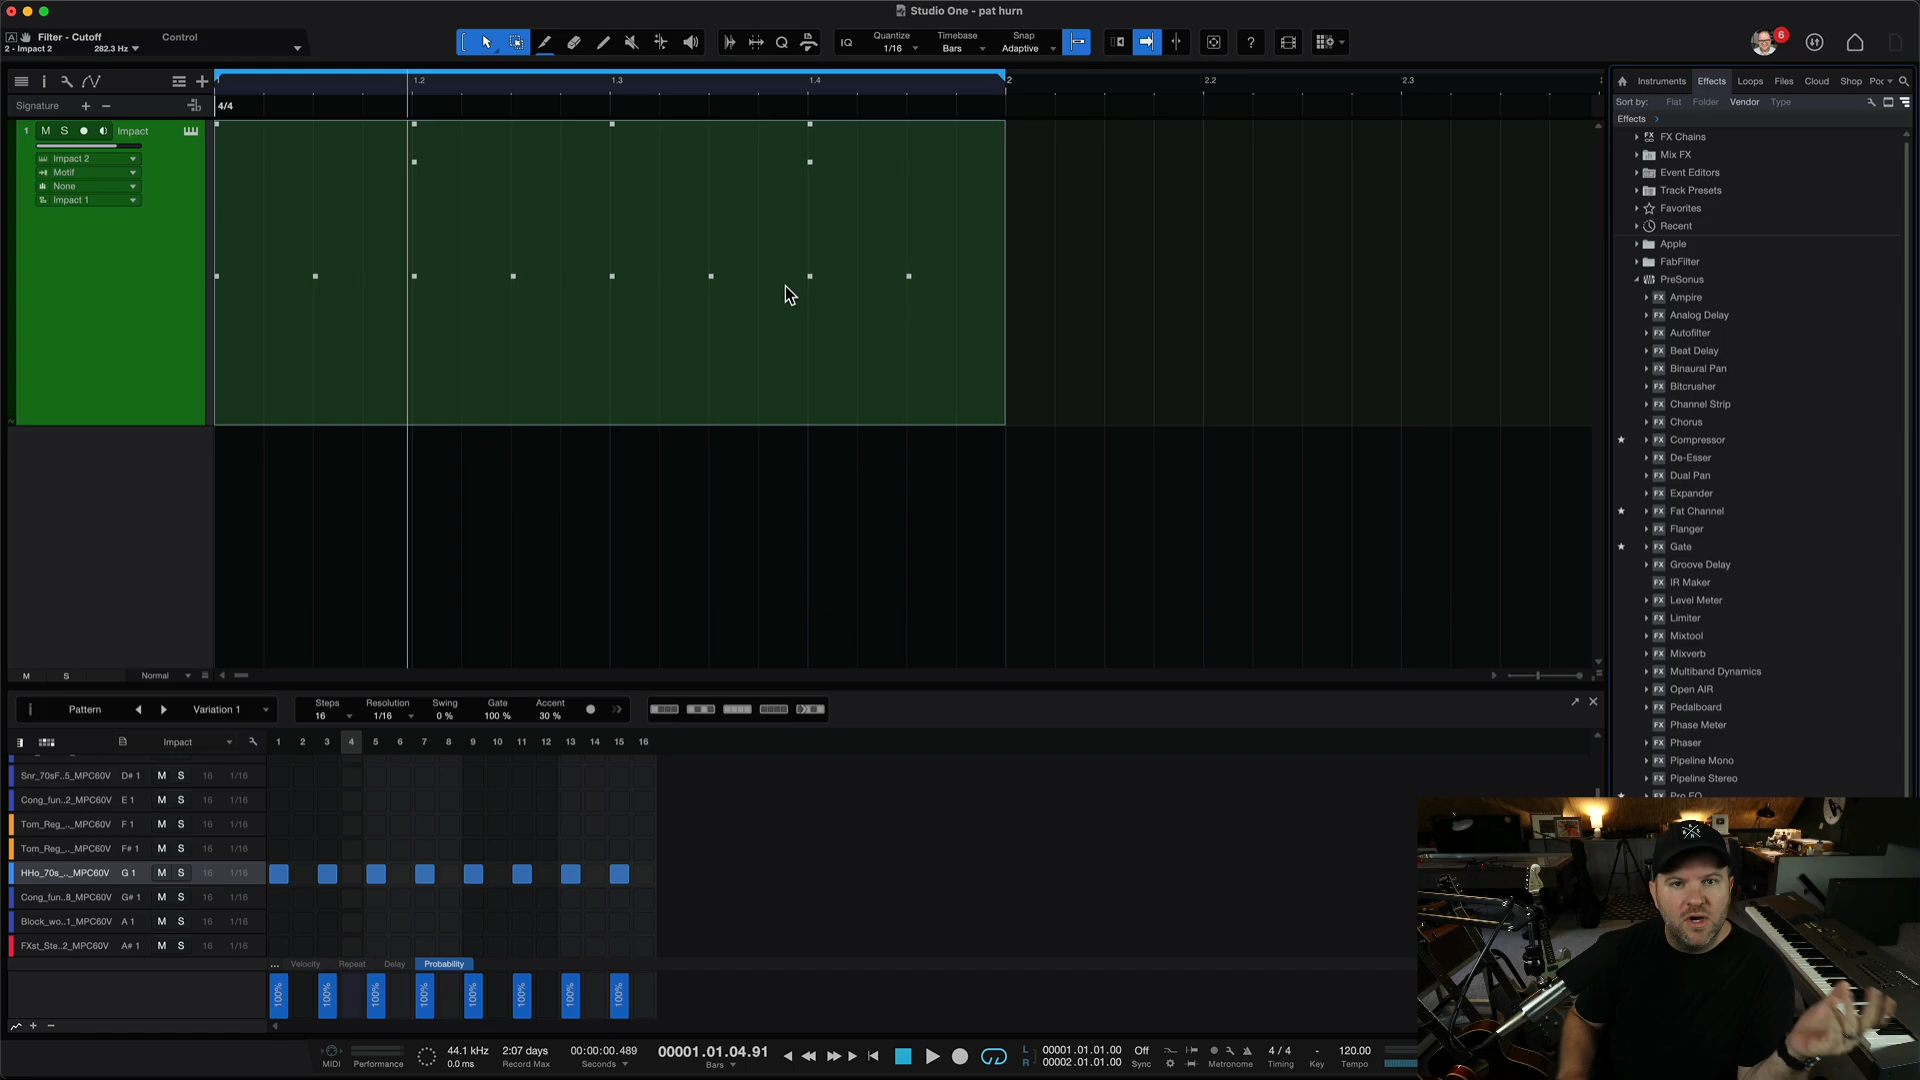 Studio One - pat hurn
Filter - Cutoff
Control
2 - Impact 2
282.3 Hz
IQ
Quantize
1/16
Timebase
Bars
Snap
Adaptive
?
6
1.2
1.3
1.4
2
2.2
2.3
Signature
4/4
1
M
S
Impact
Impact 2
Motif
None
Impact 1
M
S
Normal
Instruments
Effects
Loops
Files
Cloud
Shop
Sort by:
Flat
Folder
Vendor
Type
Effects
FX Chains
Mix FX
Event Editors
Track Presets
Favorites
Recent
Apple
FabFilter
PreSonus
FX Ampire
FX Analog Delay
FX Autofilter
FX Beat Delay
FX Binaural Pan
FX Bitcrusher
FX Channel Strip
FX Chorus
FX Compressor
FX De-Esser
FX Dual Pan
FX Expander
FX Fat Channel
FX Flanger
FX Gate
FX Groove Delay
FX IR Maker
FX Level Meter
FX Limiter
FX Mixtool
FX Mixverb
FX Multiband Dynamics
FX Open AIR
FX Pedalboard
FX Phase Meter
FX Phaser
FX Pipeline Mono
FX Pipeline Stereo
Pattern
Variation 1
Steps
16
Resolution
1/16
Swing
0 %
Gate
100 %
Accent
30 %
Impact
1 2 3 4 5 6 7 8 9 10 11 12 13 14 15 16
Snr_70sF..5_MPC60V D# 1 M S 16 1/16
Cong_fun..2_MPC60V E 1 M S 16 1/16
Tom_Reg_.._MPC60V F 1 M S 16 1/16
Tom_Reg_.._MPC60V F# 1 M S 16 1/16
HHo_70s_.._MPC60V G 1 M S 16 1/16
Cong_fun..8_MPC60V G# 1 M S 16 1/16
Block_wo..1_MPC60V A 1 M S 16 1/16
FXst_Ste..2_MPC60V A# 1 M S 16 1/16
... Velocity Repeat Delay Probability
100% 100% 100% 100% 100% 100% 100% 100%
MIDI
Performance
44.1 kHz
0.0 ms
2:07 days
Record Max
00:00:00.489
Seconds
00001.01.04.91
Bars
L 00001.01.01.00
R 00002.01.01.00
Off
Sync
Metronome
4 / 4
Timing
-
Key
120.00
Tempo